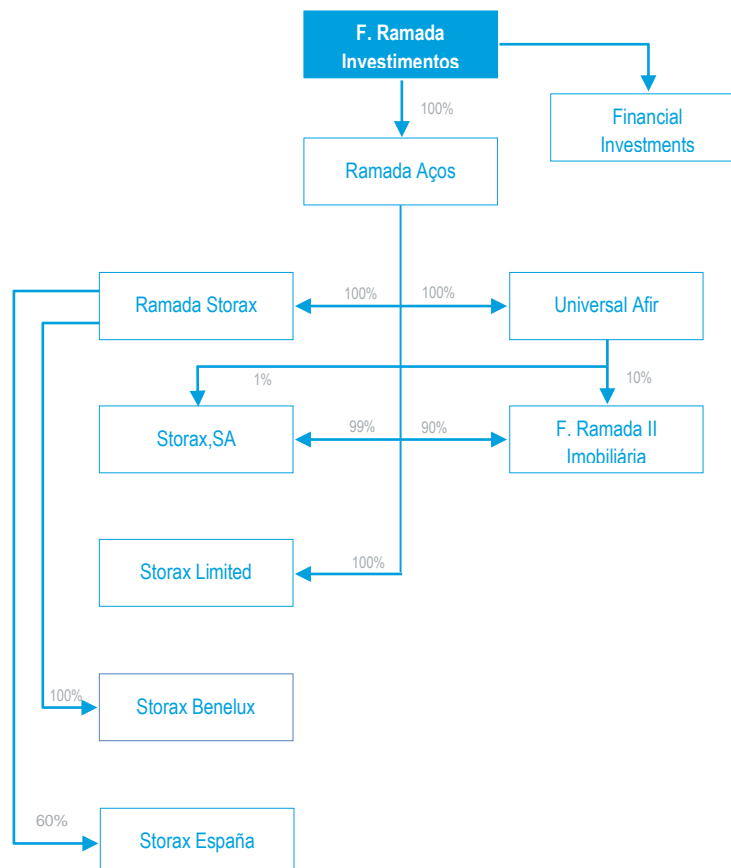 F. Ramada
Investimentos
100%
Financial
Investments
Ramada Aços
Ramada Storax
100%
100%
Universal Afir
1%
10%
Storax,SA
99%
90%
F. Ramada II
Imobiliária
Storax Limited
100%
100%
Storax Benelux
60%
Storax España